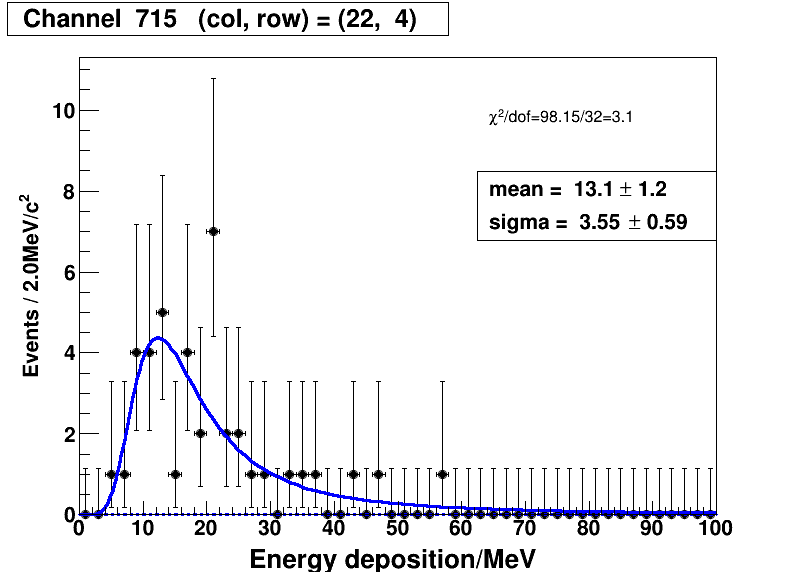 Channel 715 (col, row) = (22, 4)
χ²/dof=98.15/32=3.1
mean = 13.1 ± 1.2
sigma = 3.55 ± 0.59
Events / 2.0MeV/c²
10
8
6
4
2
0
0 10 20 30 40 50 60 70 80 90 100
Energy deposition/MeV